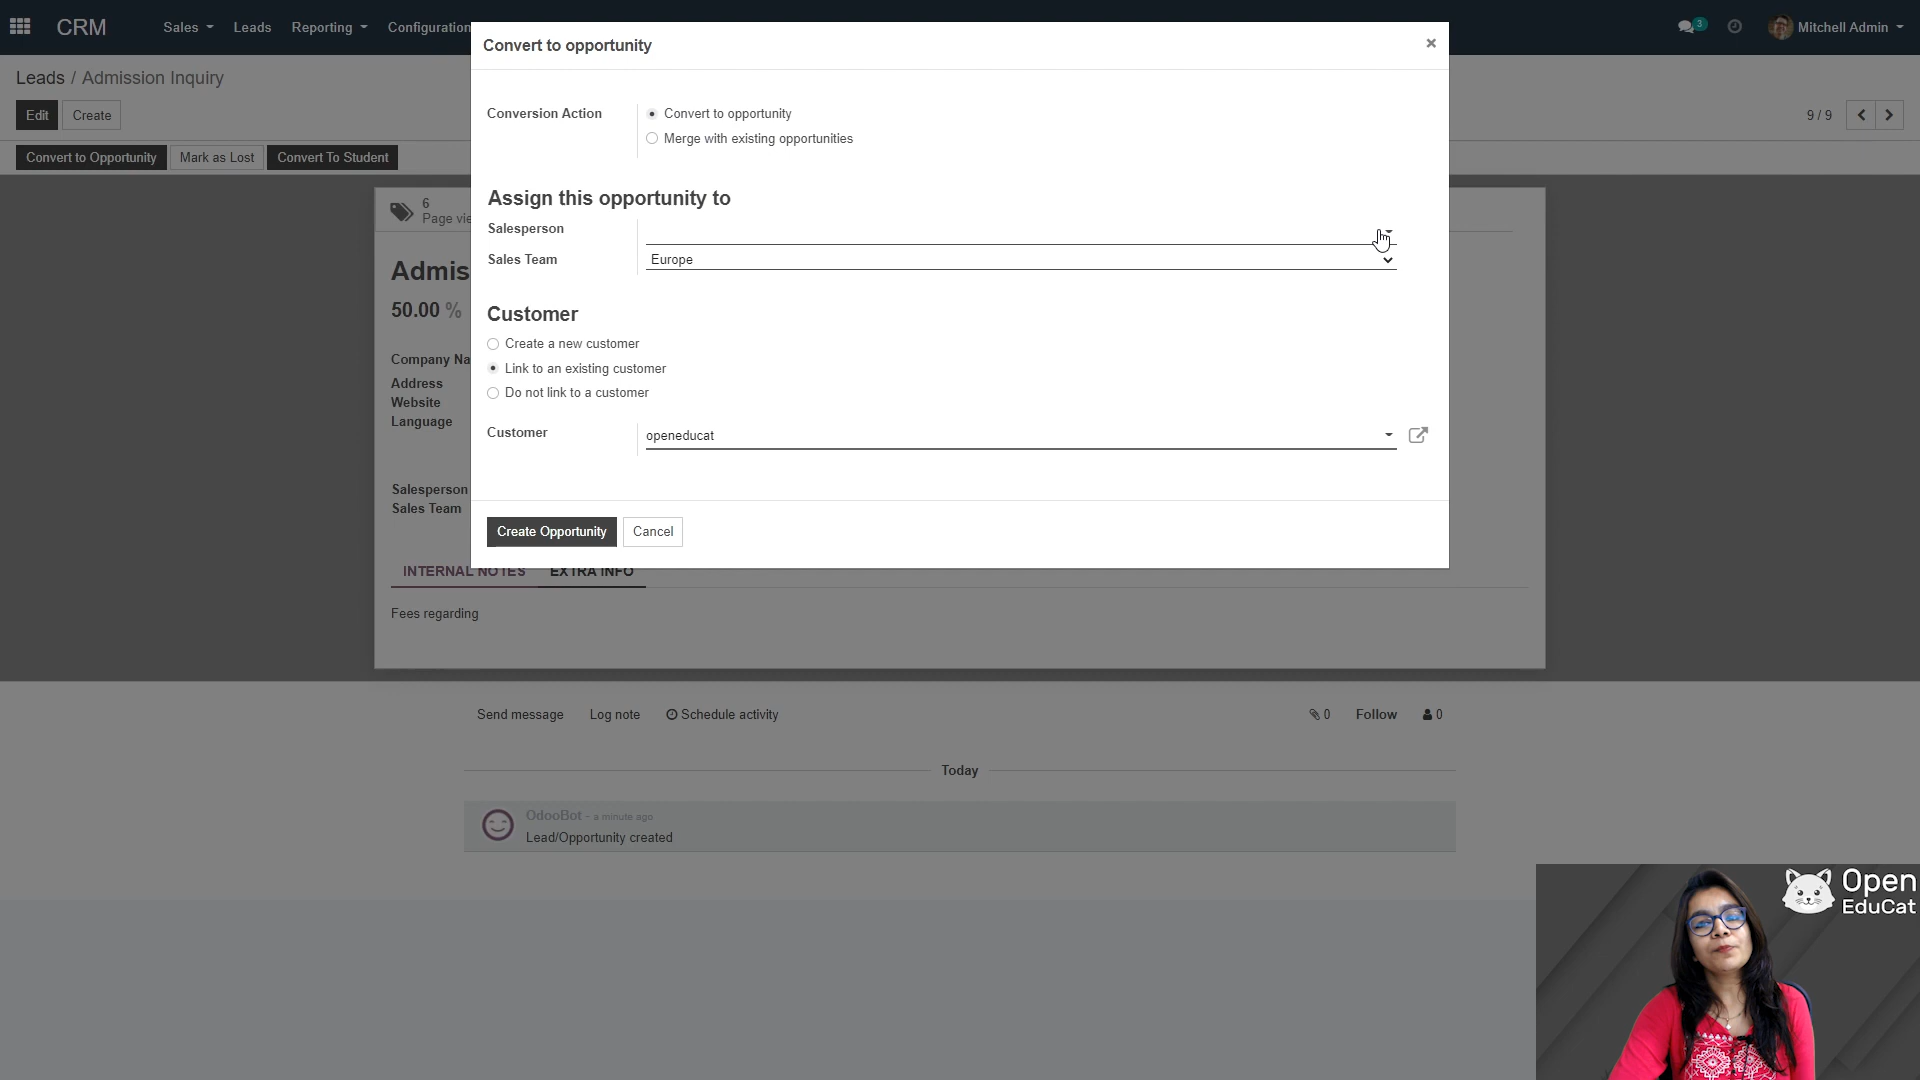 CRM
Sales
Leads
Reporting
Configuration
3
Mitchell Admin
Leads / Admission Inquiry
Edit
Create
9 / 9
Convert to Opportunity
Mark as Lost
Convert To Student
Convert to opportunity
×
Conversion Action
Convert to opportunity
Merge with existing opportunities
Assign this opportunity to
Salesperson
Sales Team
Europe
Customer
Create a new customer
Link to an existing customer
Do not link to a customer
Customer
openeducat
Create Opportunity
Cancel
6
Page vie
Admis
50.00 %
Company Na
Address
Website
Language
Salesperson
Sales Team
INTERNAL NOTES
EXTRA INFO
Fees regarding
Send message
Log note
Schedule activity
0
Follow
0
Today
OdooBot - a minute ago
Lead/Opportunity created
Open
EduCat